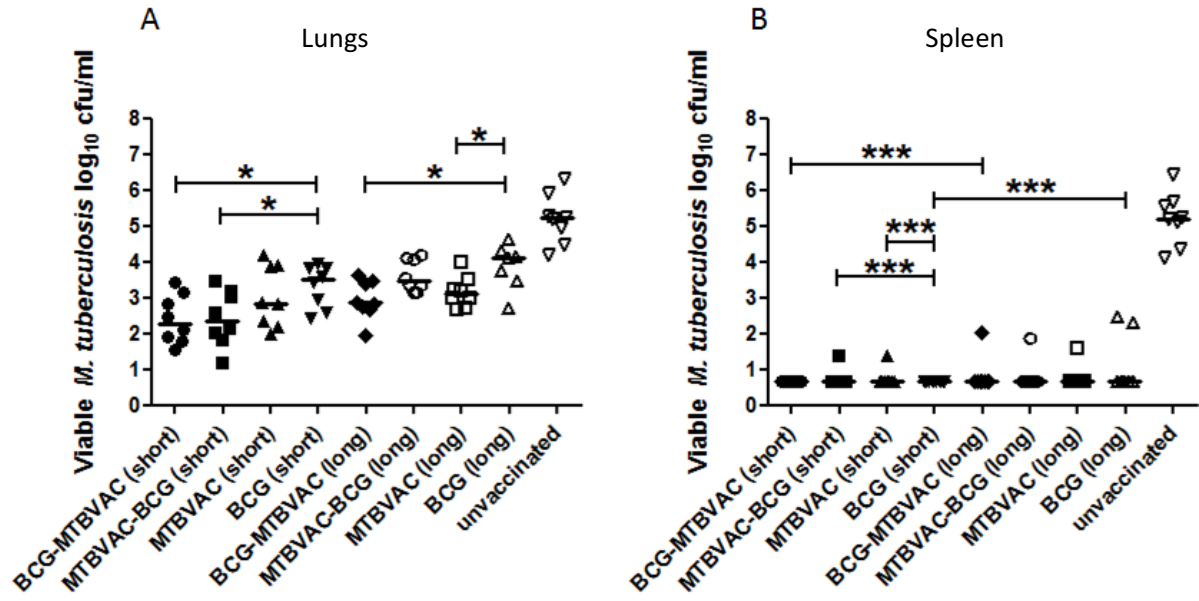 A
Lungs
Viable M. tuberculosis log10 cfu/ml
8
7
6
5
4
3
2
1
0
*
*
*
*
BCG-MTBVAC (short)
MTBVAC-BCG (short)
MTBVAC (short)
BCG (short)
BCG-MTBVAC (long)
MTBVAC-BCG (long)
MTBVAC (long)
BCG (long)
unvaccinated
B
Spleen
Viable M. tuberculosis log10 cfu/ml
8
7
6
5
4
3
2
1
0
***
***
***
***
BCG-MTBVAC (short)
MTBVAC-BCG (short)
MTBVAC (short)
BCG (short)
BCG-MTBVAC (long)
MTBVAC-BCG (long)
MTBVAC (long)
BCG (long)
unvaccinated